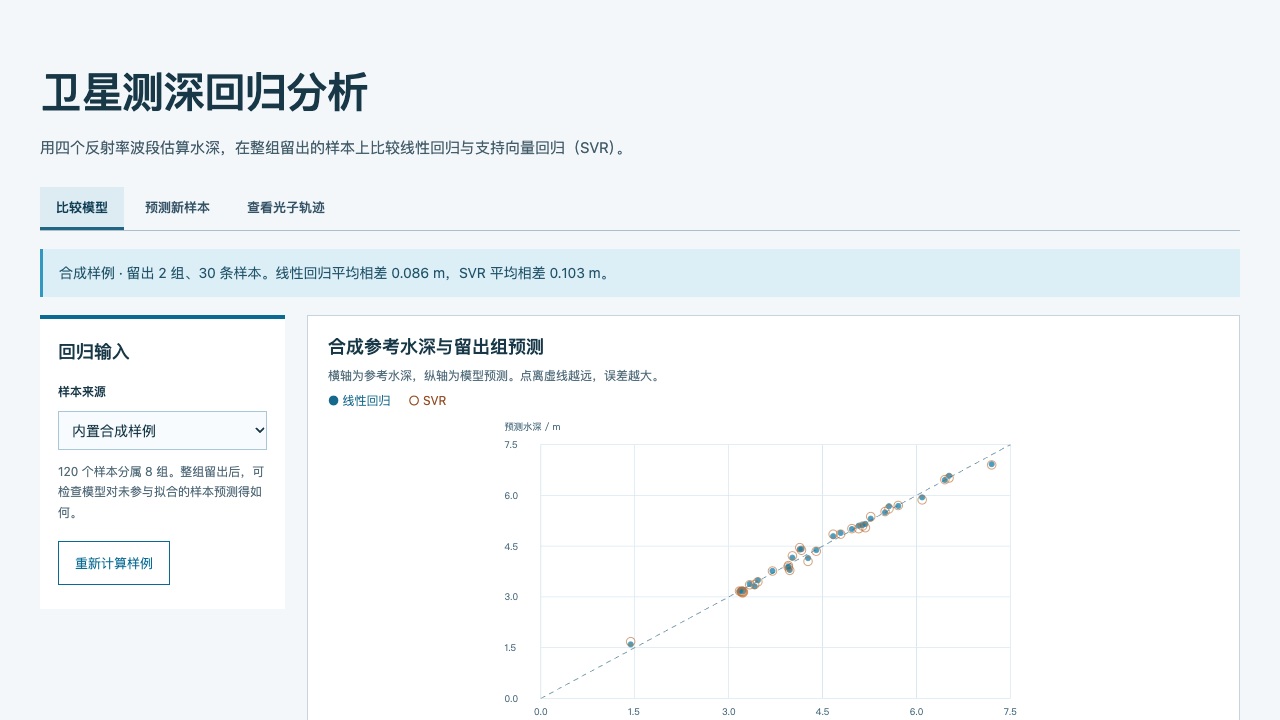 卫星测深回归分析
用四个反射率波段估算水深，在整组留出的样本上比较线性回归与支持向量回归（SVR）。
比较模型
预测新样本
查看光子轨迹
合成样例 · 留出 2 组、30 条样本。线性回归平均相差 0.086 m，SVR 平均相差 0.103 m。
回归输入
样本来源
内置合成样例
120 个样本分属 8 组。整组留出后，可
检查模型对未参与拟合的样本预测得如
何。
重新计算样例
合成参考水深与留出组预测
横轴为参考水深，纵轴为模型预测。点离虚线越远，误差越大。
线性回归
SVR
预测水深 / m
7.5
6.0
4.5
3.0
1.5
0.0
0.0
1.5
3.0
4.5
6.0
7.5